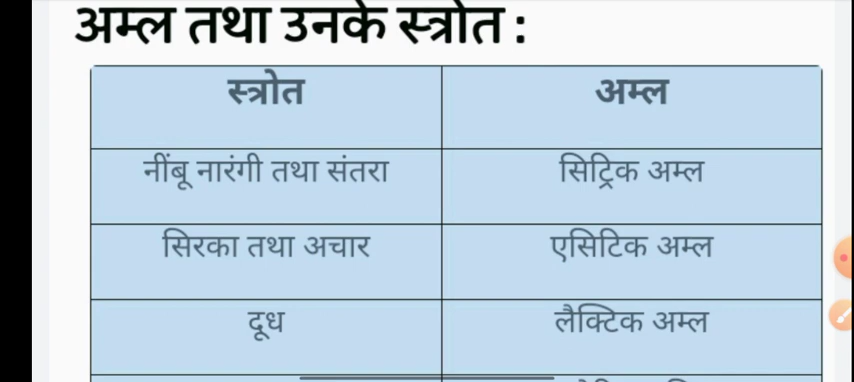 अम्ल तथा उनके स्त्रोत :
स्त्रोत अम्ल
नींबू नारंगी तथा संतरा सिट्रिक अम्ल
सिरका तथा अचार एसिटिक अम्ल
दूध लैक्टिक अम्ल